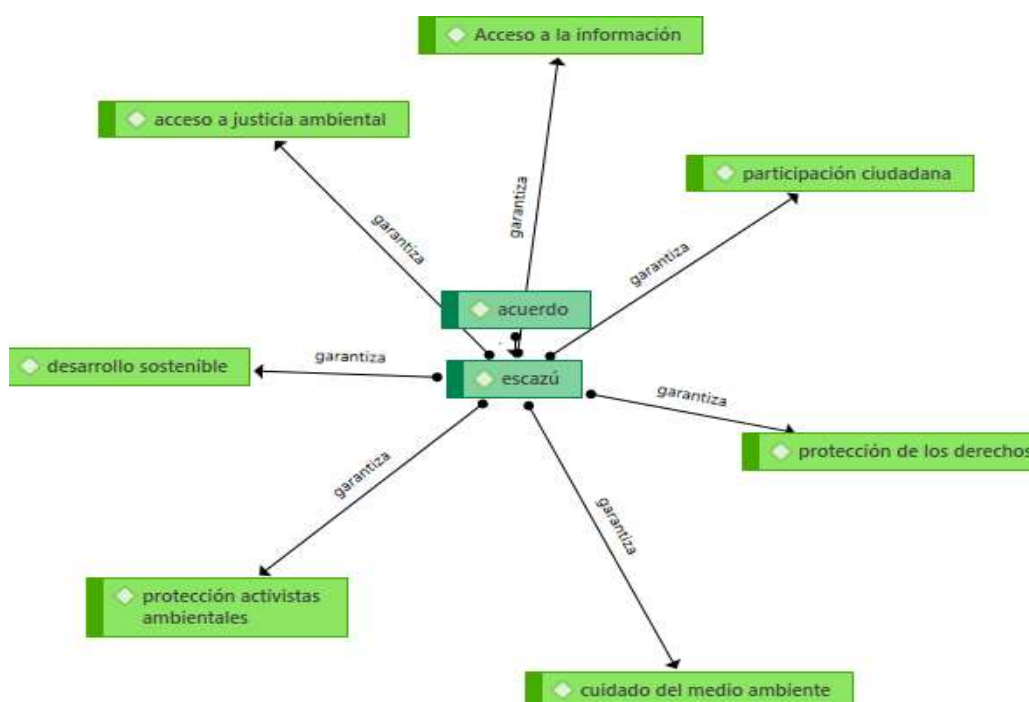 Acceso a la información
acceso a justicia ambiental
participación ciudadana
garantiza
garantiza
garantiza
acuerdo
desarrollo sostenible
garantiza
escazú
garantiza
protección de los derechos
garantiza
garantiza
protección activistas
ambientales
cuidado del medio ambiente